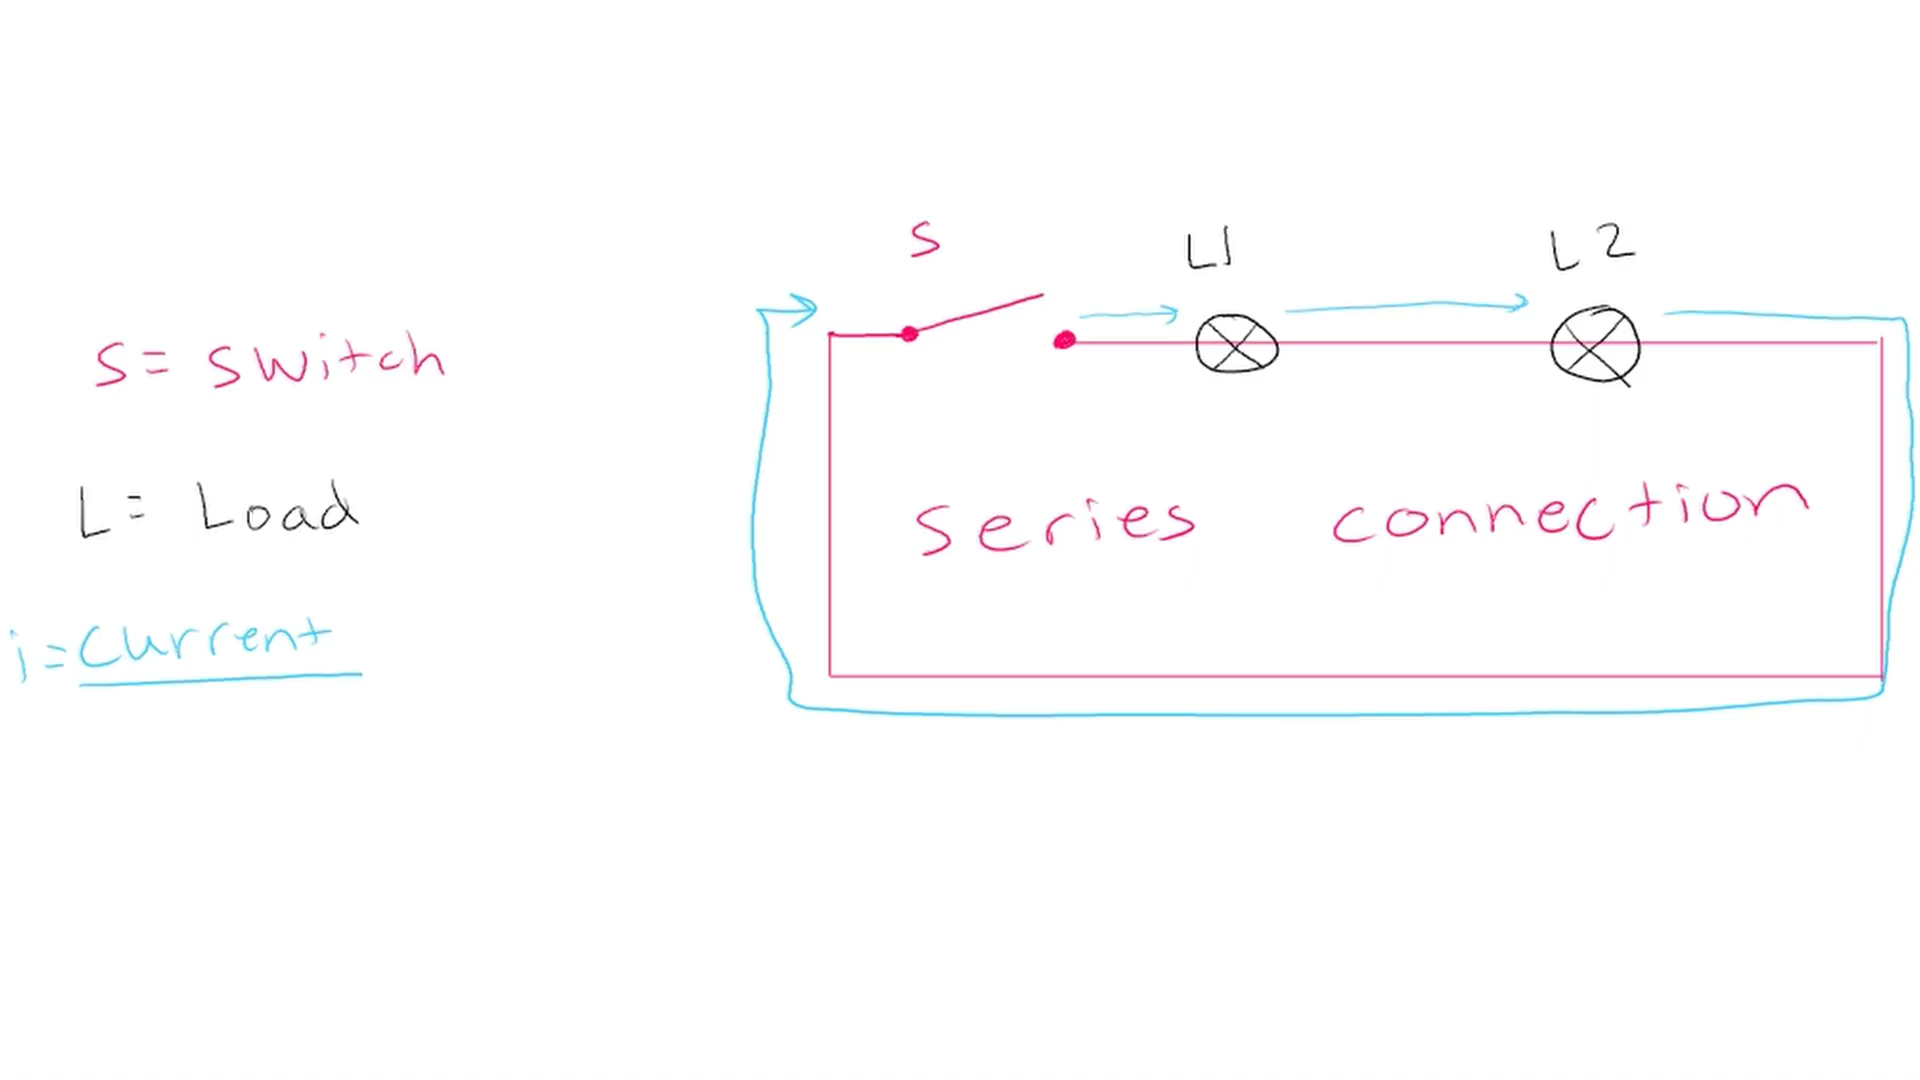 S
L1
L2
S= switch
L= Load
series connection
i=current